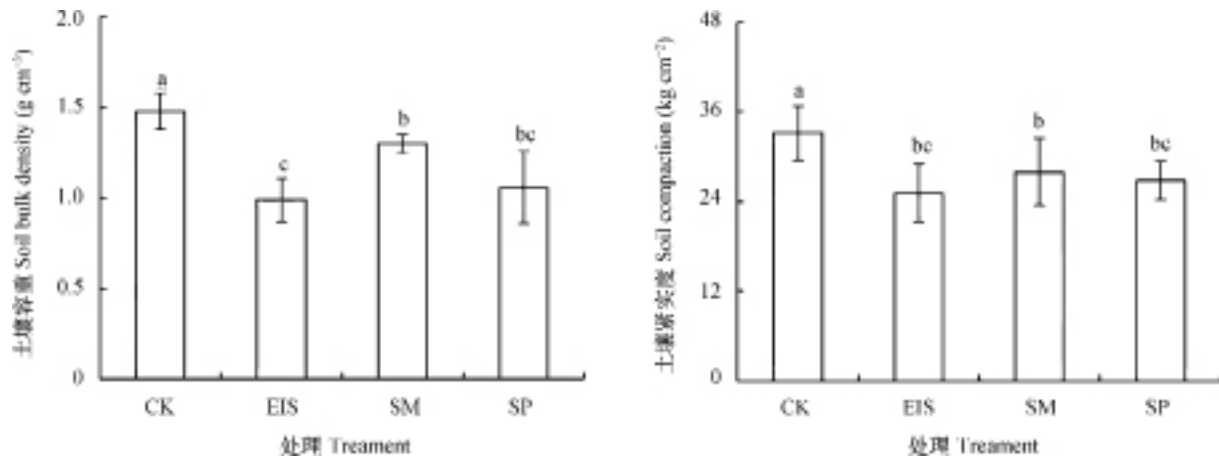 土壤容重 Soil bulk density (g cm⁻³)
2.0
1.5
1.0
0.5
0
a
c
b
bc
CK EIS SM SP
处理 Treament
土壤紧实度 Soil compaction (kg cm⁻²)
48
36
24
12
0
a
bc
b
bc
CK EIS SM SP
处理 Treament